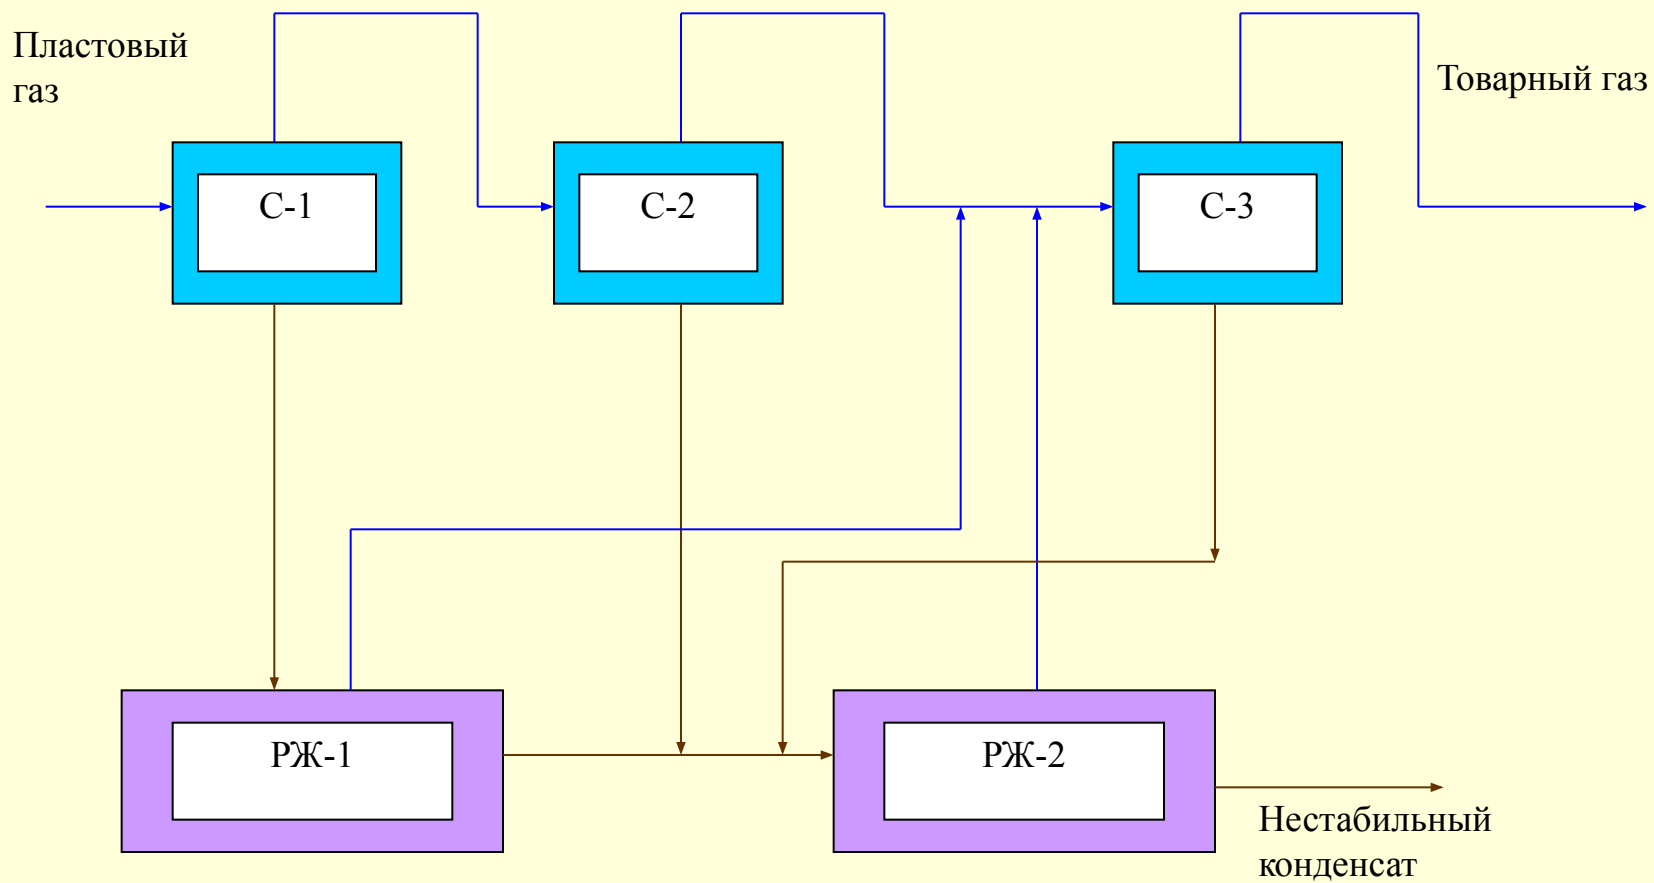 Пластовый
газ
Товарный газ
С-1
С-2
С-3
РЖ-1
РЖ-2
Нестабильный
конденсат